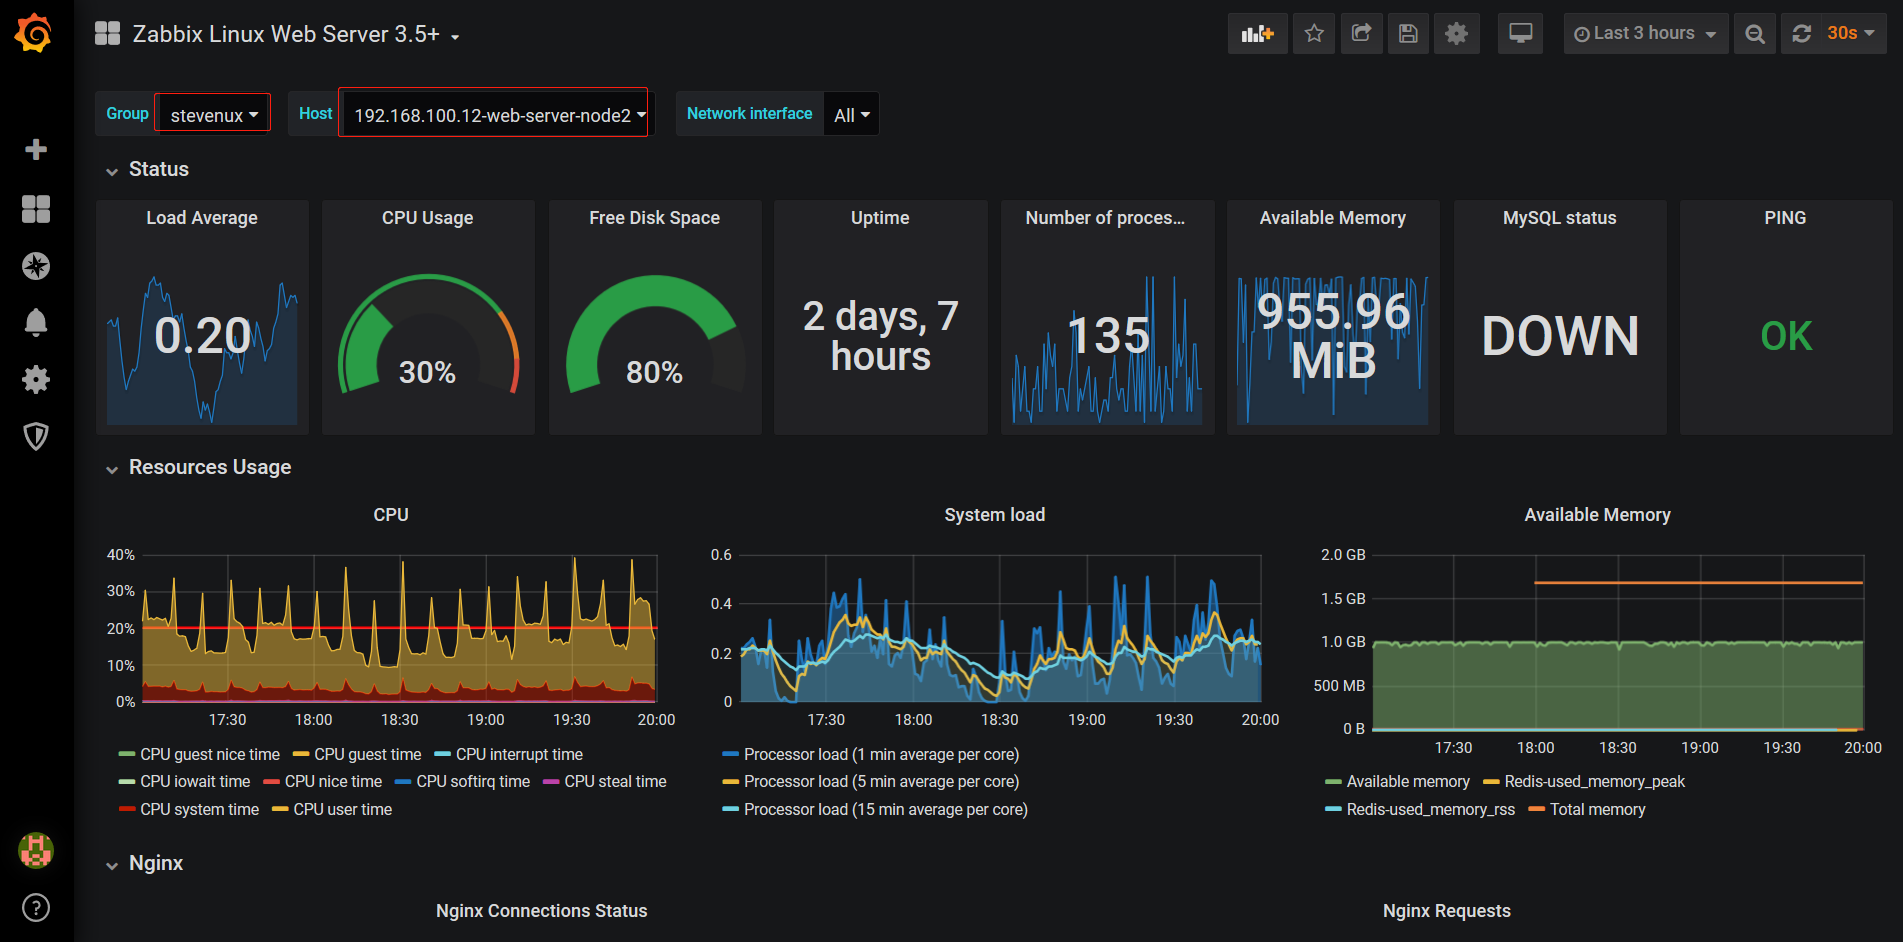 Zabbix Linux Web Server 3.5+
Last 3 hours
30s
Group
stevenux
Host
192.168.100.12-web-server-node2
Network interface
All
Status
Load Average
0.20
CPU Usage
30%
Free Disk Space
80%
Uptime
2 days, 7
hours
Number of proces...
135
Available Memory
955.96
MiB
MySQL status
DOWN
PING
OK
Resources Usage
CPU
40%
30%
20%
10%
0%
17:30 18:00 18:30 19:00 19:30 20:00
CPU guest nice time CPU guest time CPU interrupt time
CPU iowait time CPU nice time CPU softirq time CPU steal time
CPU system time CPU user time
System load
0.6
0.4
0.2
0
17:30 18:00 18:30 19:00 19:30 20:00
Processor load (1 min average per core)
Processor load (5 min average per core)
Processor load (15 min average per core)
Available Memory
2.0 GB
1.5 GB
1.0 GB
500 MB
0 B
17:30 18:00 18:30 19:00 19:30 20:00
Available memory Redis-used_memory_peak
Redis-used_memory_rss Total memory
Nginx
Nginx Connections Status
Nginx Requests